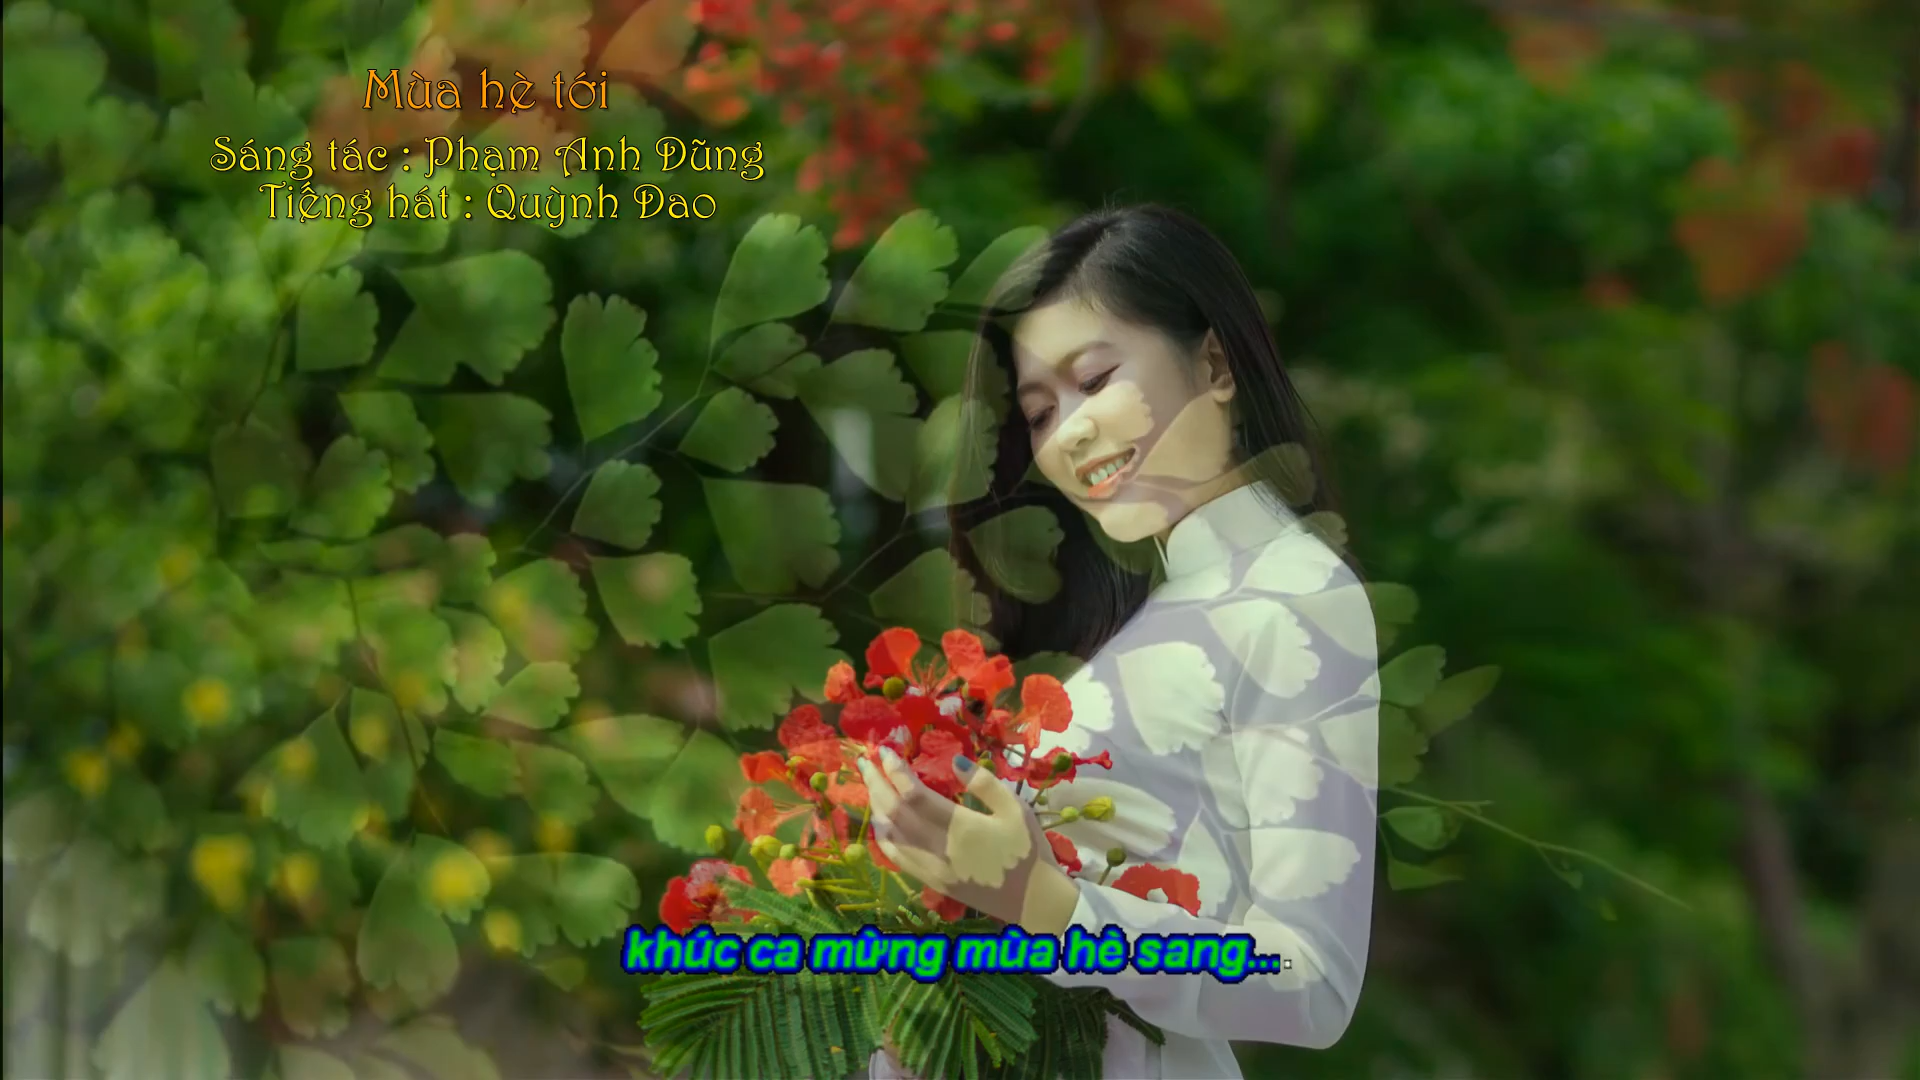 Mùa hè tới
Sáng tác : Phạm Anh Dũng
Tiếng hát : Quỳnh Dao
khúc ca mừng mùa hè sang....